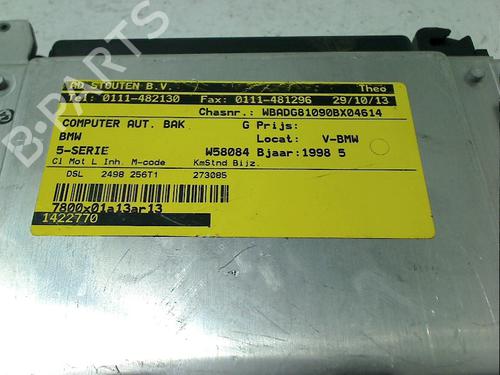 AD STOUTEN B.V. Theo
Tel: 0111-482130 Fax: 0111-481296 29/10/13
Chasnr.: WBADG81090BX04614
COMPUTER AUT. BAK G Prijs:
BMW Locat: V-BMW
5-SERIE W58084 Bjaar: 1998 5
Cl Mot L Inh. M-code KmStnd Bijz.
DSL 2498 256T1 273085
7800x01a13ar13
1422770
B-PARTS